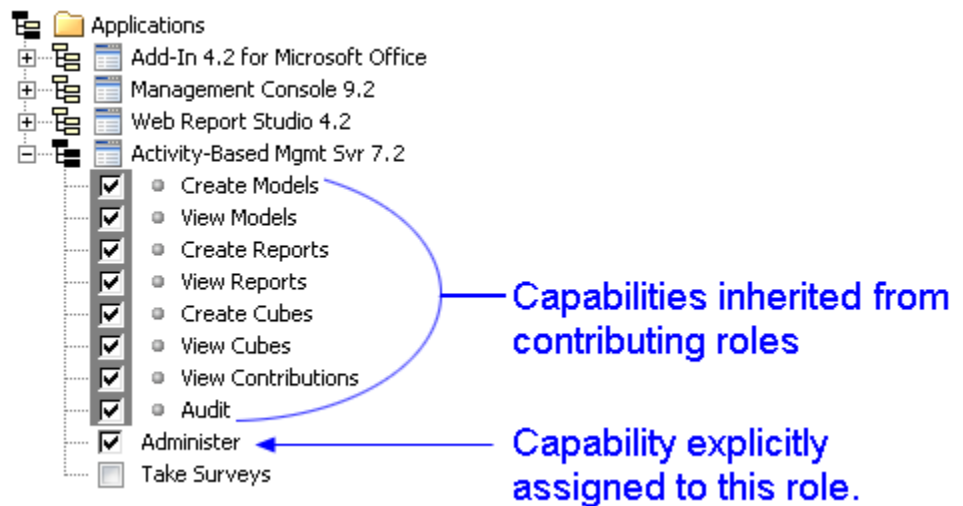 Applications
Add-In 4.2 for Microsoft Office
Management Console 9.2
Web Report Studio 4.2
Activity-Based Mgmt Svr 7.2
Create Models
View Models
Create Reports
View Reports
Create Cubes
View Cubes
View Contributions
Audit
Administer
Take Surveys
Capabilities inherited from
contributing roles
Capability explicitly
assigned to this role.